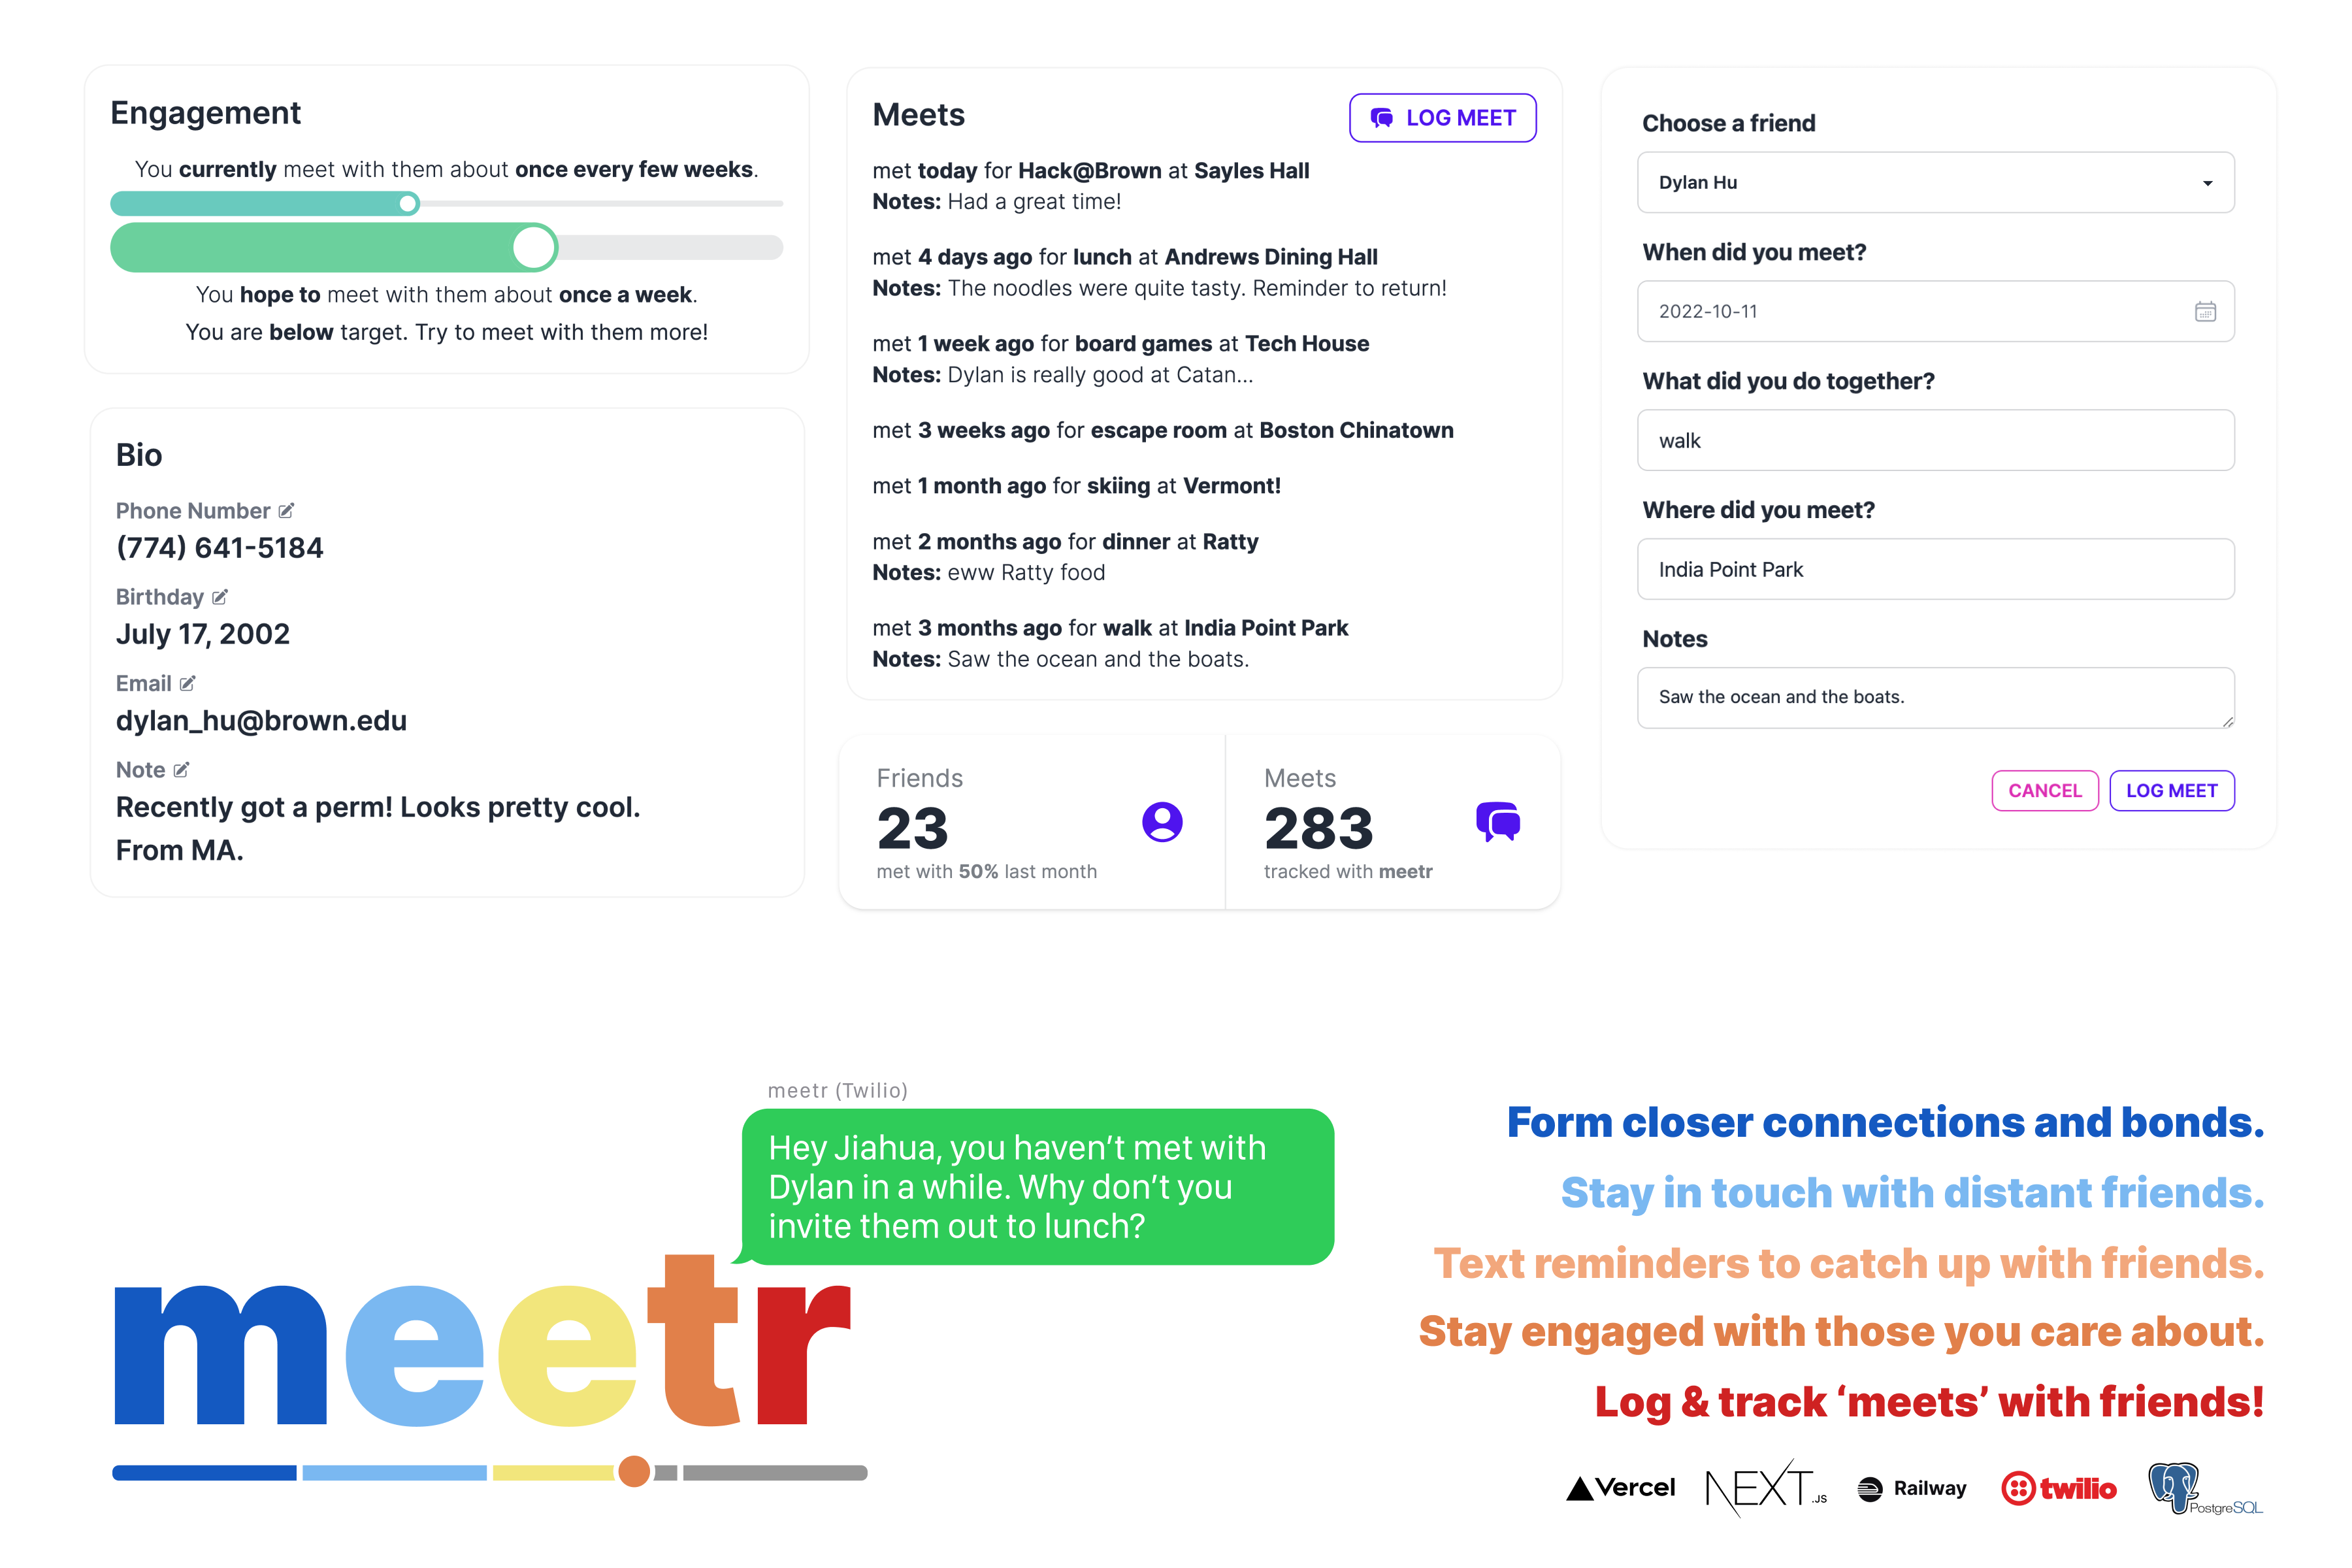 Engagement
You currently meet with them about once every few weeks.
You hope to meet with them about once a week.
You are below target. Try to meet with them more!
Bio
Phone Number
(774) 641-5184
Birthday
July 17, 2002
Email
dylan_hu@brown.edu
Note
Recently got a perm! Looks pretty cool.
From MA.
Meets
LOG MEET
met today for Hack@Brown at Sayles Hall
Notes: Had a great time!
met 4 days ago for lunch at Andrews Dining Hall
Notes: The noodles were quite tasty. Reminder to return!
met 1 week ago for board games at Tech House
Notes: Dylan is really good at Catan...
met 3 weeks ago for escape room at Boston Chinatown
met 1 month ago for skiing at Vermont!
met 2 months ago for dinner at Ratty
Notes: eww Ratty food
met 3 months ago for walk at India Point Park
Notes: Saw the ocean and the boats.
Friends
23
met with 50% last month
Meets
283
tracked with meetr
Choose a friend
Dylan Hu
When did you meet?
2022-10-11
What did you do together?
walk
Where did you meet?
India Point Park
Notes
Saw the ocean and the boats.
CANCEL
LOG MEET
meetr (Twilio)
Hey Jiahua, you haven’t met with
Dylan in a while. Why don’t you
invite them out to lunch?
meetr
Form closer connections and bonds.
Stay in touch with distant friends.
Text reminders to catch up with friends.
Stay engaged with those you care about.
Log & track ‘meets’ with friends!
Vercel
NEXT.JS
Railway
twilio
PostgreSQL